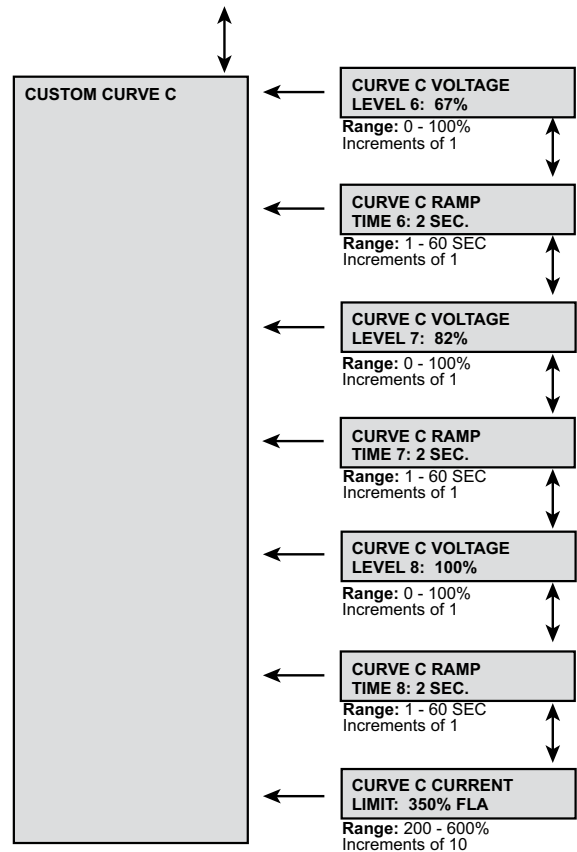 CUSTOM CURVE C
CURVE C VOLTAGE
LEVEL 6: 67%
Range: 0 - 100%
Increments of 1
CURVE C RAMP
TIME 6: 2 SEC.
Range: 1 - 60 SEC
Increments of 1
CURVE C VOLTAGE
LEVEL 7: 82%
Range: 0 - 100%
Increments of 1
CURVE C RAMP
TIME 7: 2 SEC.
Range: 1 - 60 SEC
Increments of 1
CURVE C VOLTAGE
LEVEL 8: 100%
Range: 0 - 100%
Increments of 1
CURVE C RAMP
TIME 8: 2 SEC.
Range: 1 - 60 SEC
Increments of 1
CURVE C CURRENT
LIMIT: 350% FLA
Range: 200 - 600%
Increments of 10